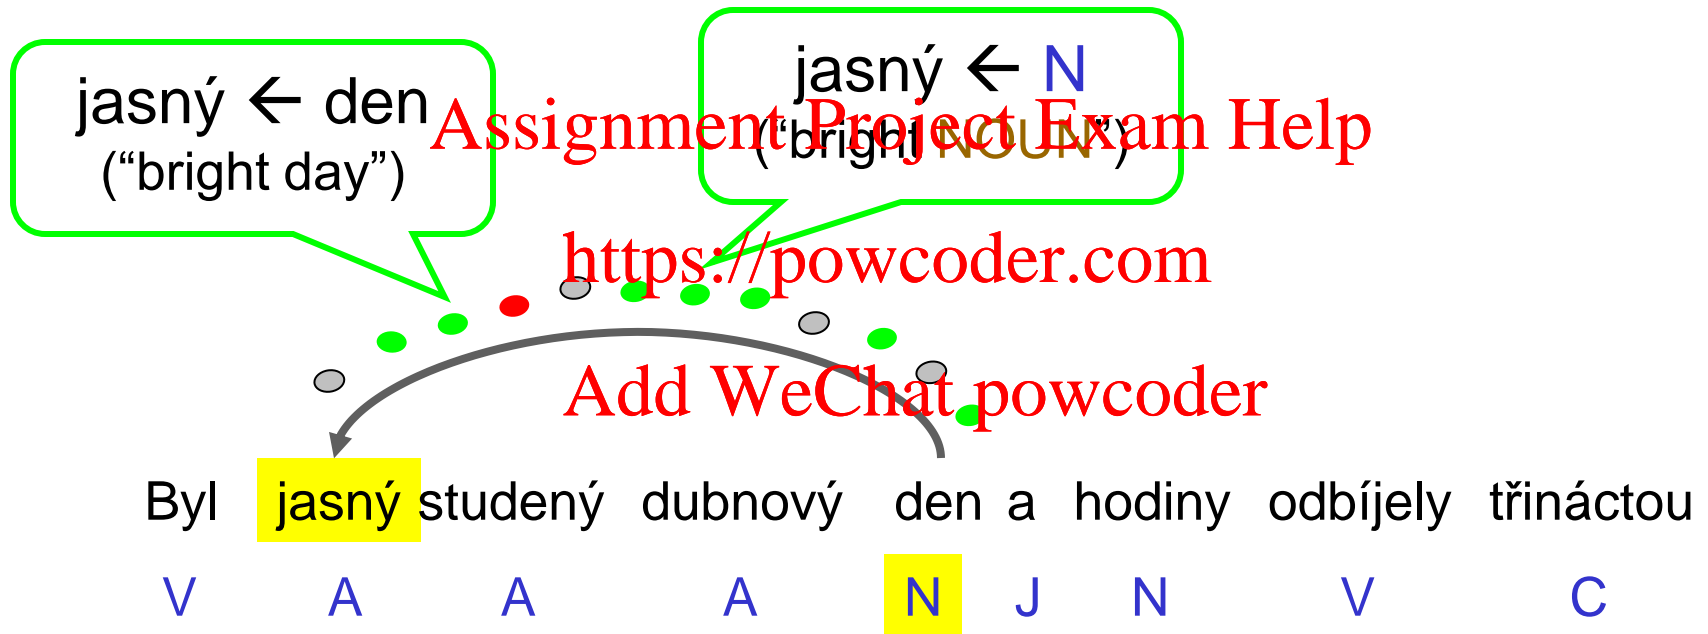 jasný ← den
("bright day")
jasný ← N
("bright NOUN")
Assignment Project Exam Help
https://powcoder.com
Add WeChat powcoder
Byl jasný studený dubnový den a hodiny odbíjely třináctou
V A A A N J N V C